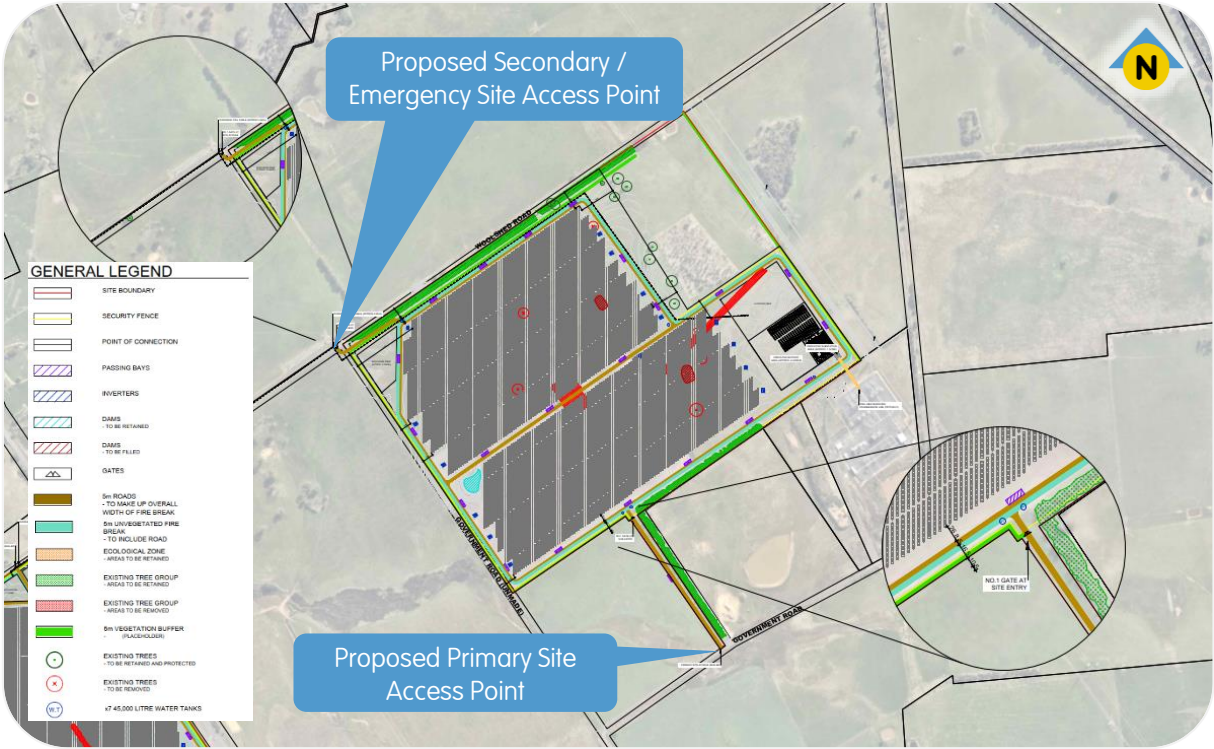 Proposed Secondary /
Emergency Site Access Point
N
WOOLSHED ROAD
GENERAL LEGEND
SITE BOUNDARY
SECURITY FENCE
POINT OF CONNECTION
PASSING BAYS
INVERTERS
DAMS
- TO BE RETAINED
DAMS
- TO BE FILLED
GATES
5m ROADS
- TO MAKE UP OVERALL
WIDTH OF FIRE BREAK
5m UNVEGETATED FIRE
BREAK
- TO INCLUDE ROAD
ECOLOGICAL ZONE
- AREAS TO BE RETAINED
EXISTING TREE GROUP
- AREAS TO BE RETAINED
EXISTING TREE GROUP
- AREAS TO BE REMOVED
5m VEGETATION BUFFER
- (PLACEHOLDER)
EXISTING TREES
- TO BE RETAINED AND PROTECTED
EXISTING TREES
- TO BE REMOVED
W.T
x7 45,000 LITRE WATER TANKS
GOVERNMENT ROAD (UNMADE)
NO.1 GATE AT
SITE ENTRY
GOVERNMENT ROAD
Proposed Primary Site
Access Point